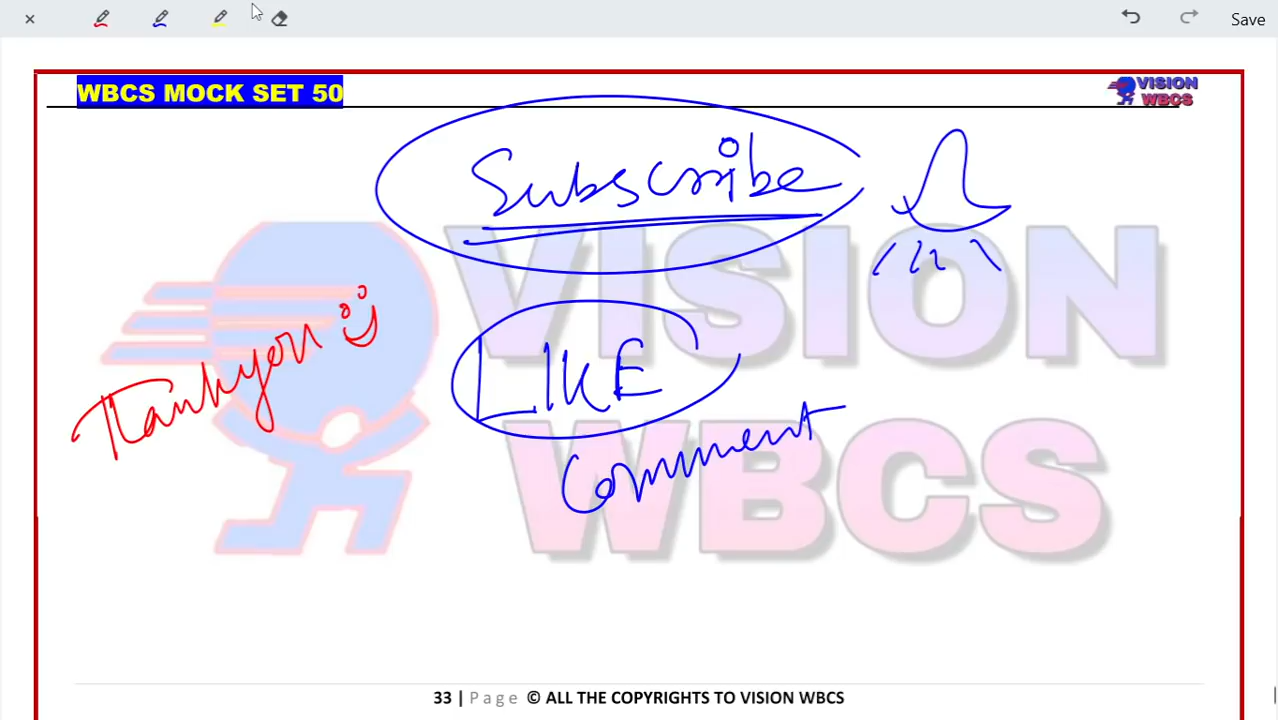 Save
WBCS MOCK SET 50
VISION
WBCS
Subscribe
VISION
Thankyou
LIKE
WBCS
Comment
33 | Page © ALL THE COPYRIGHTS TO VISION WBCS